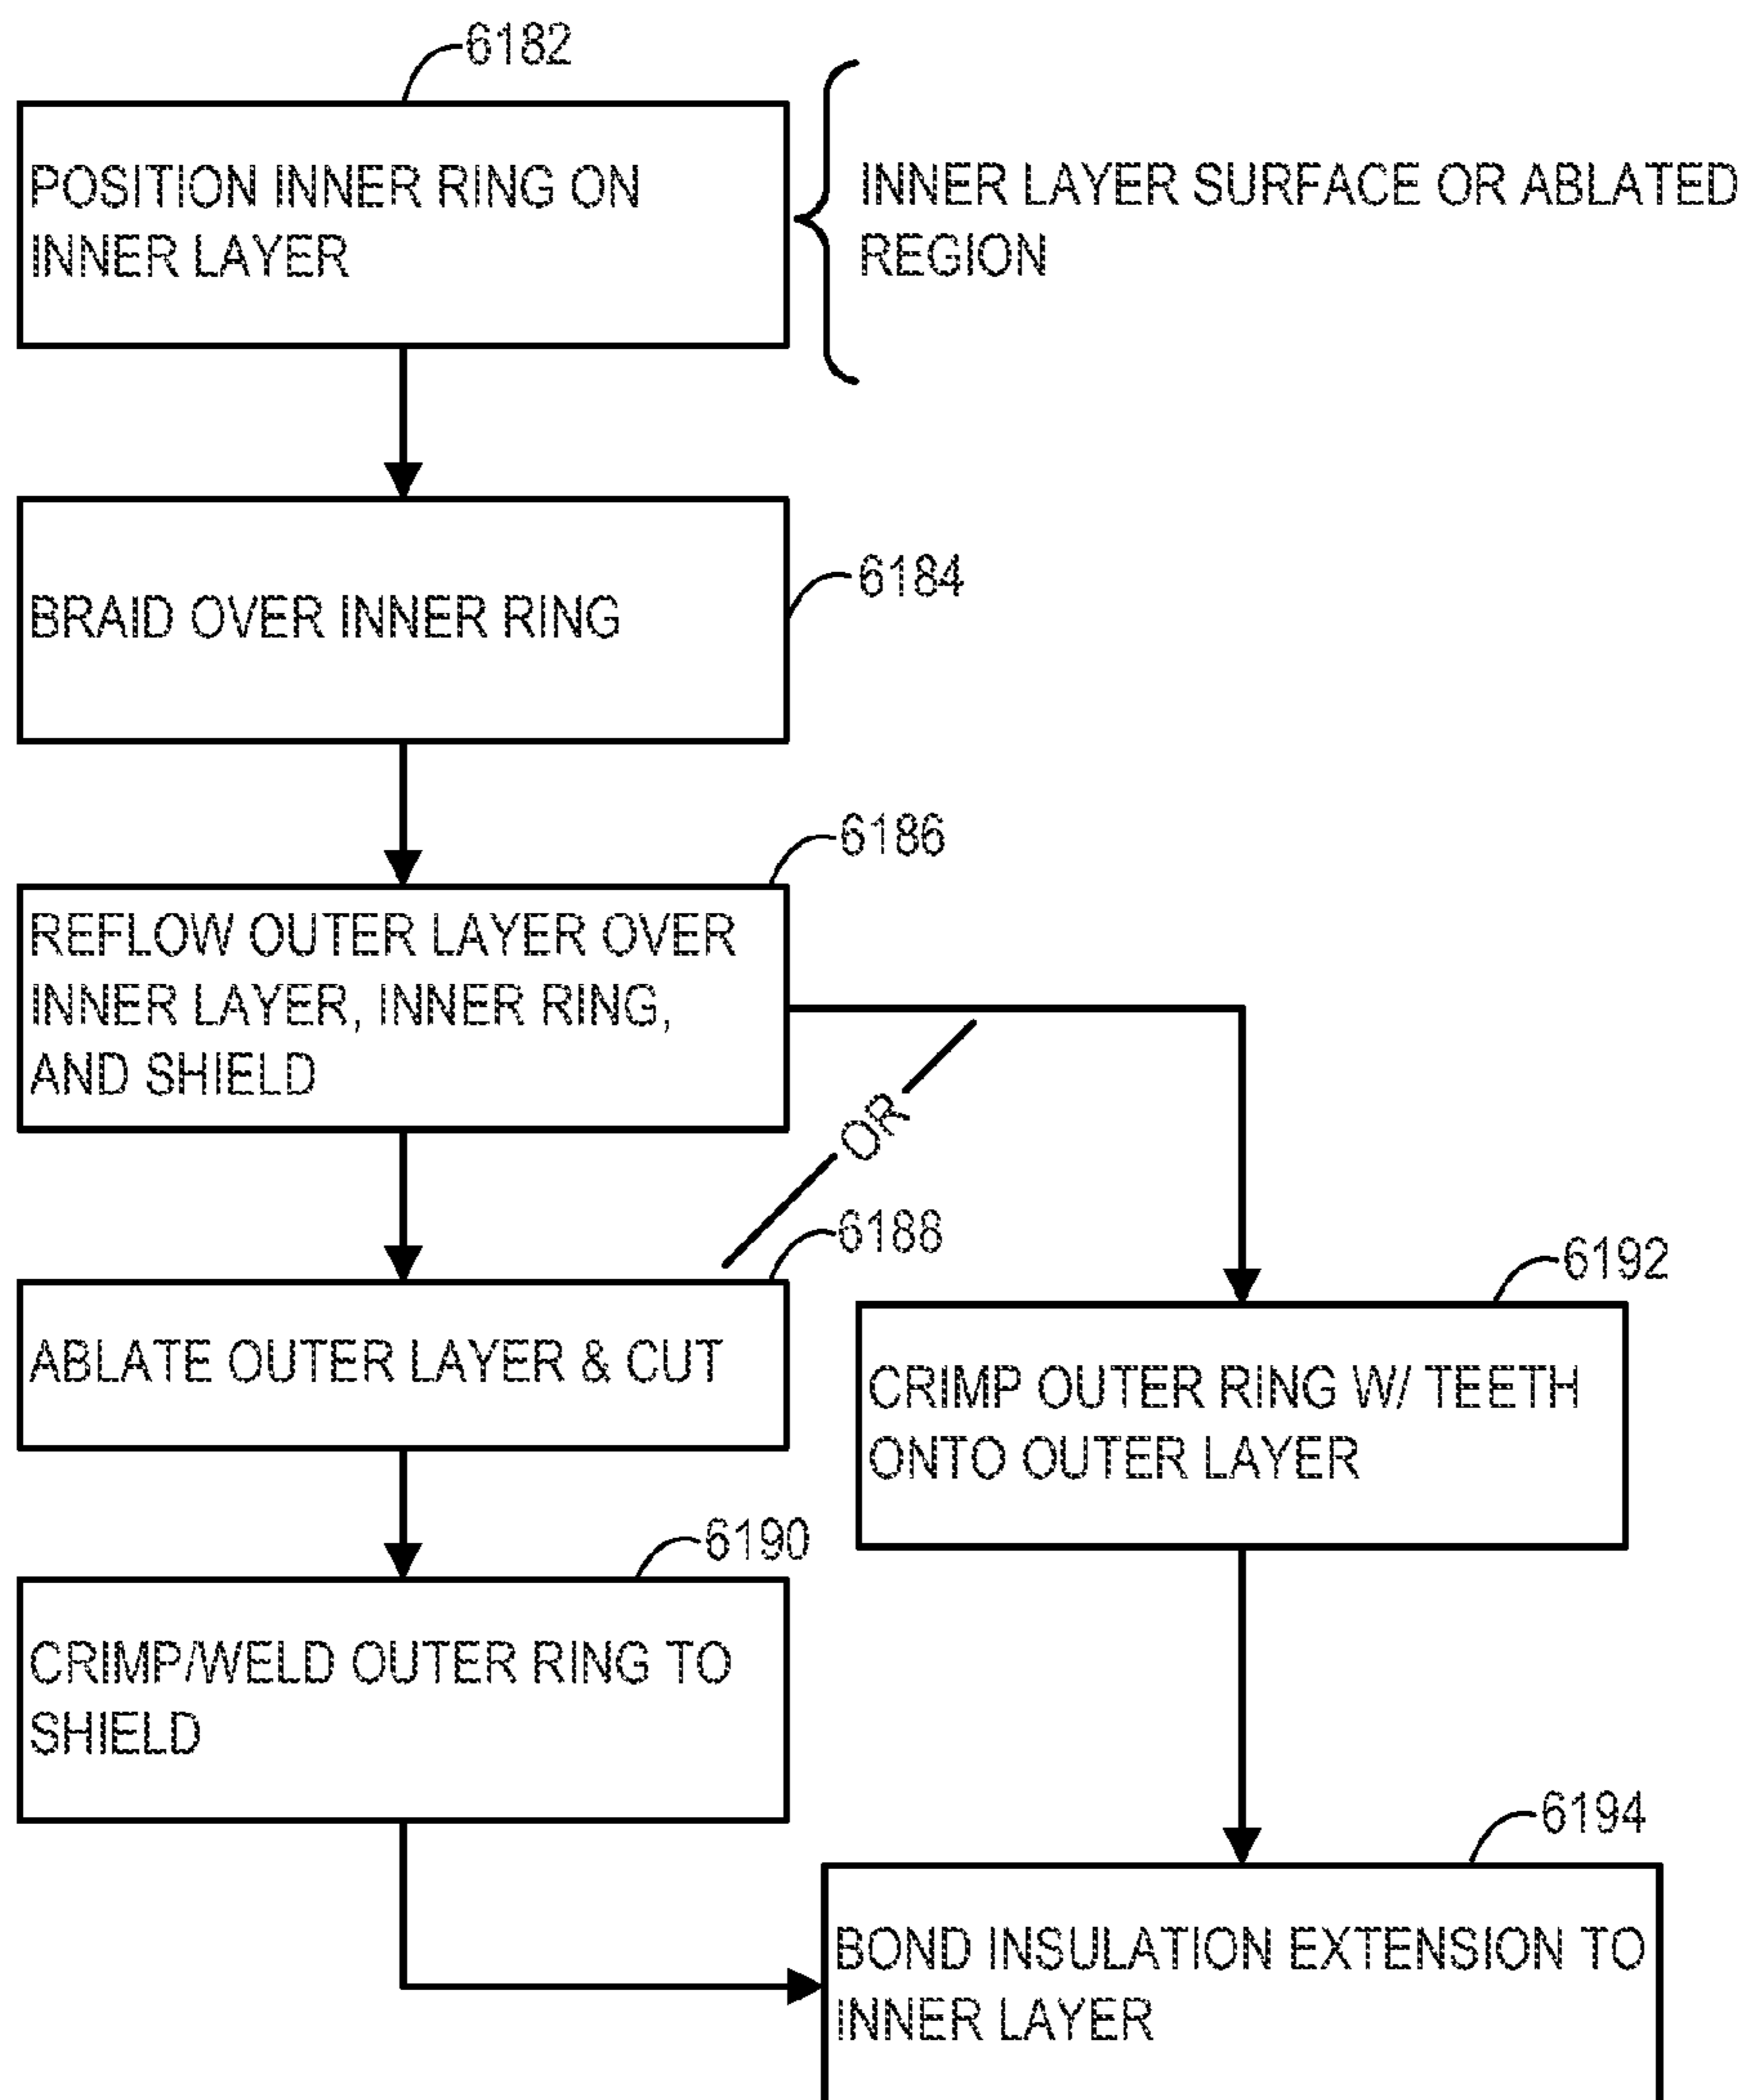 6182
POSITION INNER RING ON
INNER LAYER
INNER LAYER SURFACE OR ABLATED
REGION
BRAID OVER INNER RING
6184
6186
REFLOW OUTER LAYER OVER
INNER LAYER, INNER RING,
AND SHIELD
OR
6188
ABLATE OUTER LAYER & CUT
6192
CRIMP OUTER RING W/ TEETH
ONTO OUTER LAYER
6190
CRIMP/WELD OUTER RING TO
SHIELD
6194
BOND INSULATION EXTENSION TO
INNER LAYER